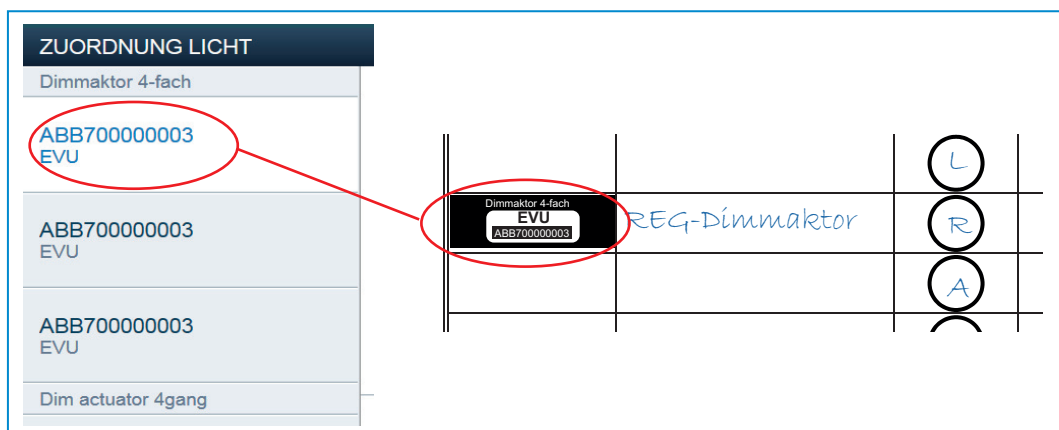 ZUORDNUNG LICHT
Dimmaktor 4-fach
ABB700000003
EVU
ABB700000003
EVU
ABB700000003
EVU
Dim actuator 4gang
L
Dimmaktor 4-fach
EVU
ABB700000003
REG-Dimmaktor
R
A